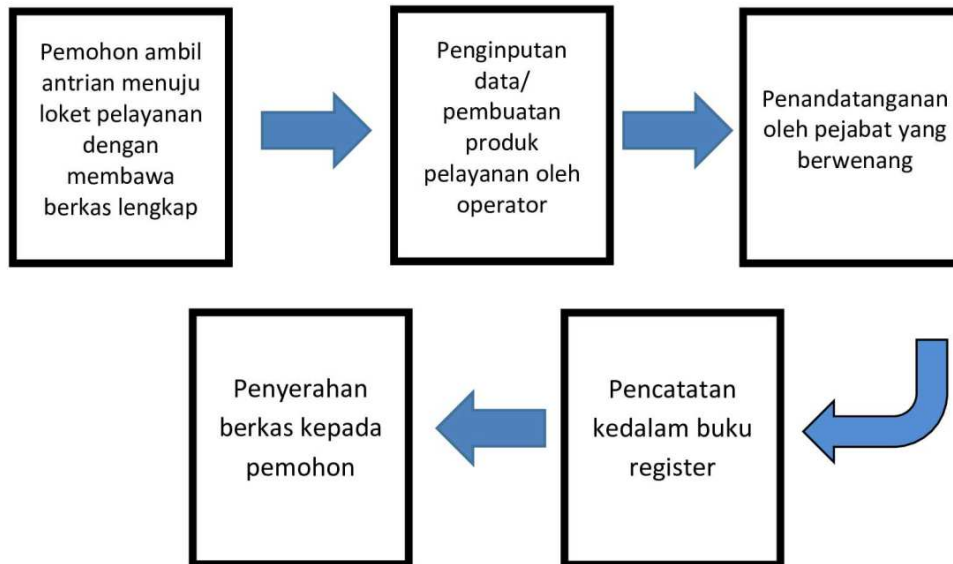 Pemohon ambil
antrian menuju
loket pelayanan
dengan
membawa
berkas lengkap
Penginputan
data/
pembuatan
produk
pelayanan oleh
operator
Penandatanganan
oleh pejabat yang
berwenang
Pencatatan
kedalam buku
register
Penyerahan
berkas kepada
pemohon